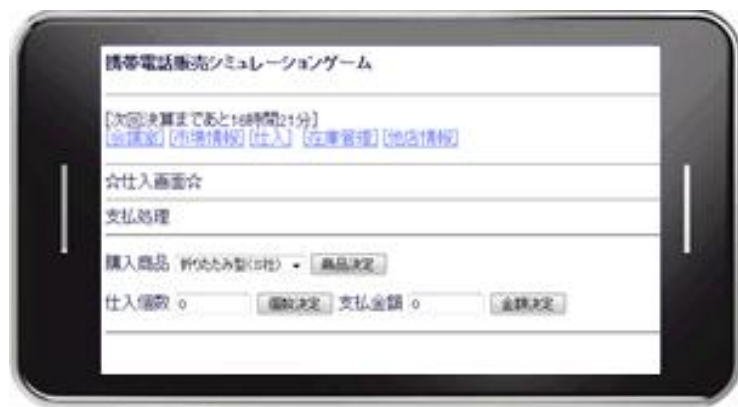 携帯電話販売シミュレーションゲーム
[次回決算まであと16時間21分]
[会議室] [市場情報] [仕入] [在庫管理] [他店情報]
☆仕入画面☆
支払処理
購入商品 折りたたみ型(S社) 商品決定
仕入個数 0 個数決定 支払金額 0 金額決定